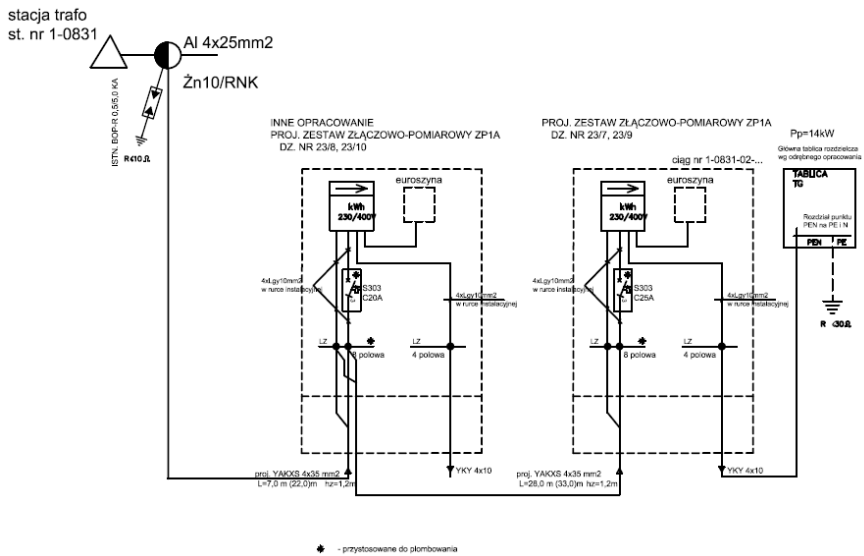 stacja trafo
st. nr 1-0831
Al 4x25mm2
Żn10/RNK
ISTN. BOP-R 0,5/5,0 KA
R≤10 Ω
INNE OPRACOWANIE
PROJ. ZESTAW ZŁĄCZOWO-POMIAROWY ZP1A
DZ. NR 23/8, 23/10
euroszyna
kWh
230/400V
4xLgy10mm2
w rurce instalacyjnej
S303
C20A
4xLgy10mm2
w rurce instalacyjnej
LZ
8 polowa
LZ
4 polowa
proj. YAKXS 4x35 mm2
L=7,0 m (22,0)m hz=1,2m
YKY 4x10
PROJ. ZESTAW ZŁĄCZOWO-POMIAROWY ZP1A
DZ. NR 23/7, 23/9
ciąg nr 1-0831-02-...
euroszyna
kWh
230/400V
4xLgy10mm2
w rurce instalacyjnej
S303
C25A
4xLgy10mm2
w rurce instalacyjnej
LZ
8 polowa
LZ
4 polowa
proj. YAKXS 4x35 mm2
L=28,0 m (33,0)m hz=1,2m
YKY 4x10
Pp=14kW
Główna tablica rozdzielcza
wg odrębnego opracowania
TABLICA
TG
Rozdział punktu
PEN na PE i N
PEN PE
R ≤30Ω
- przystosowane do plombowania